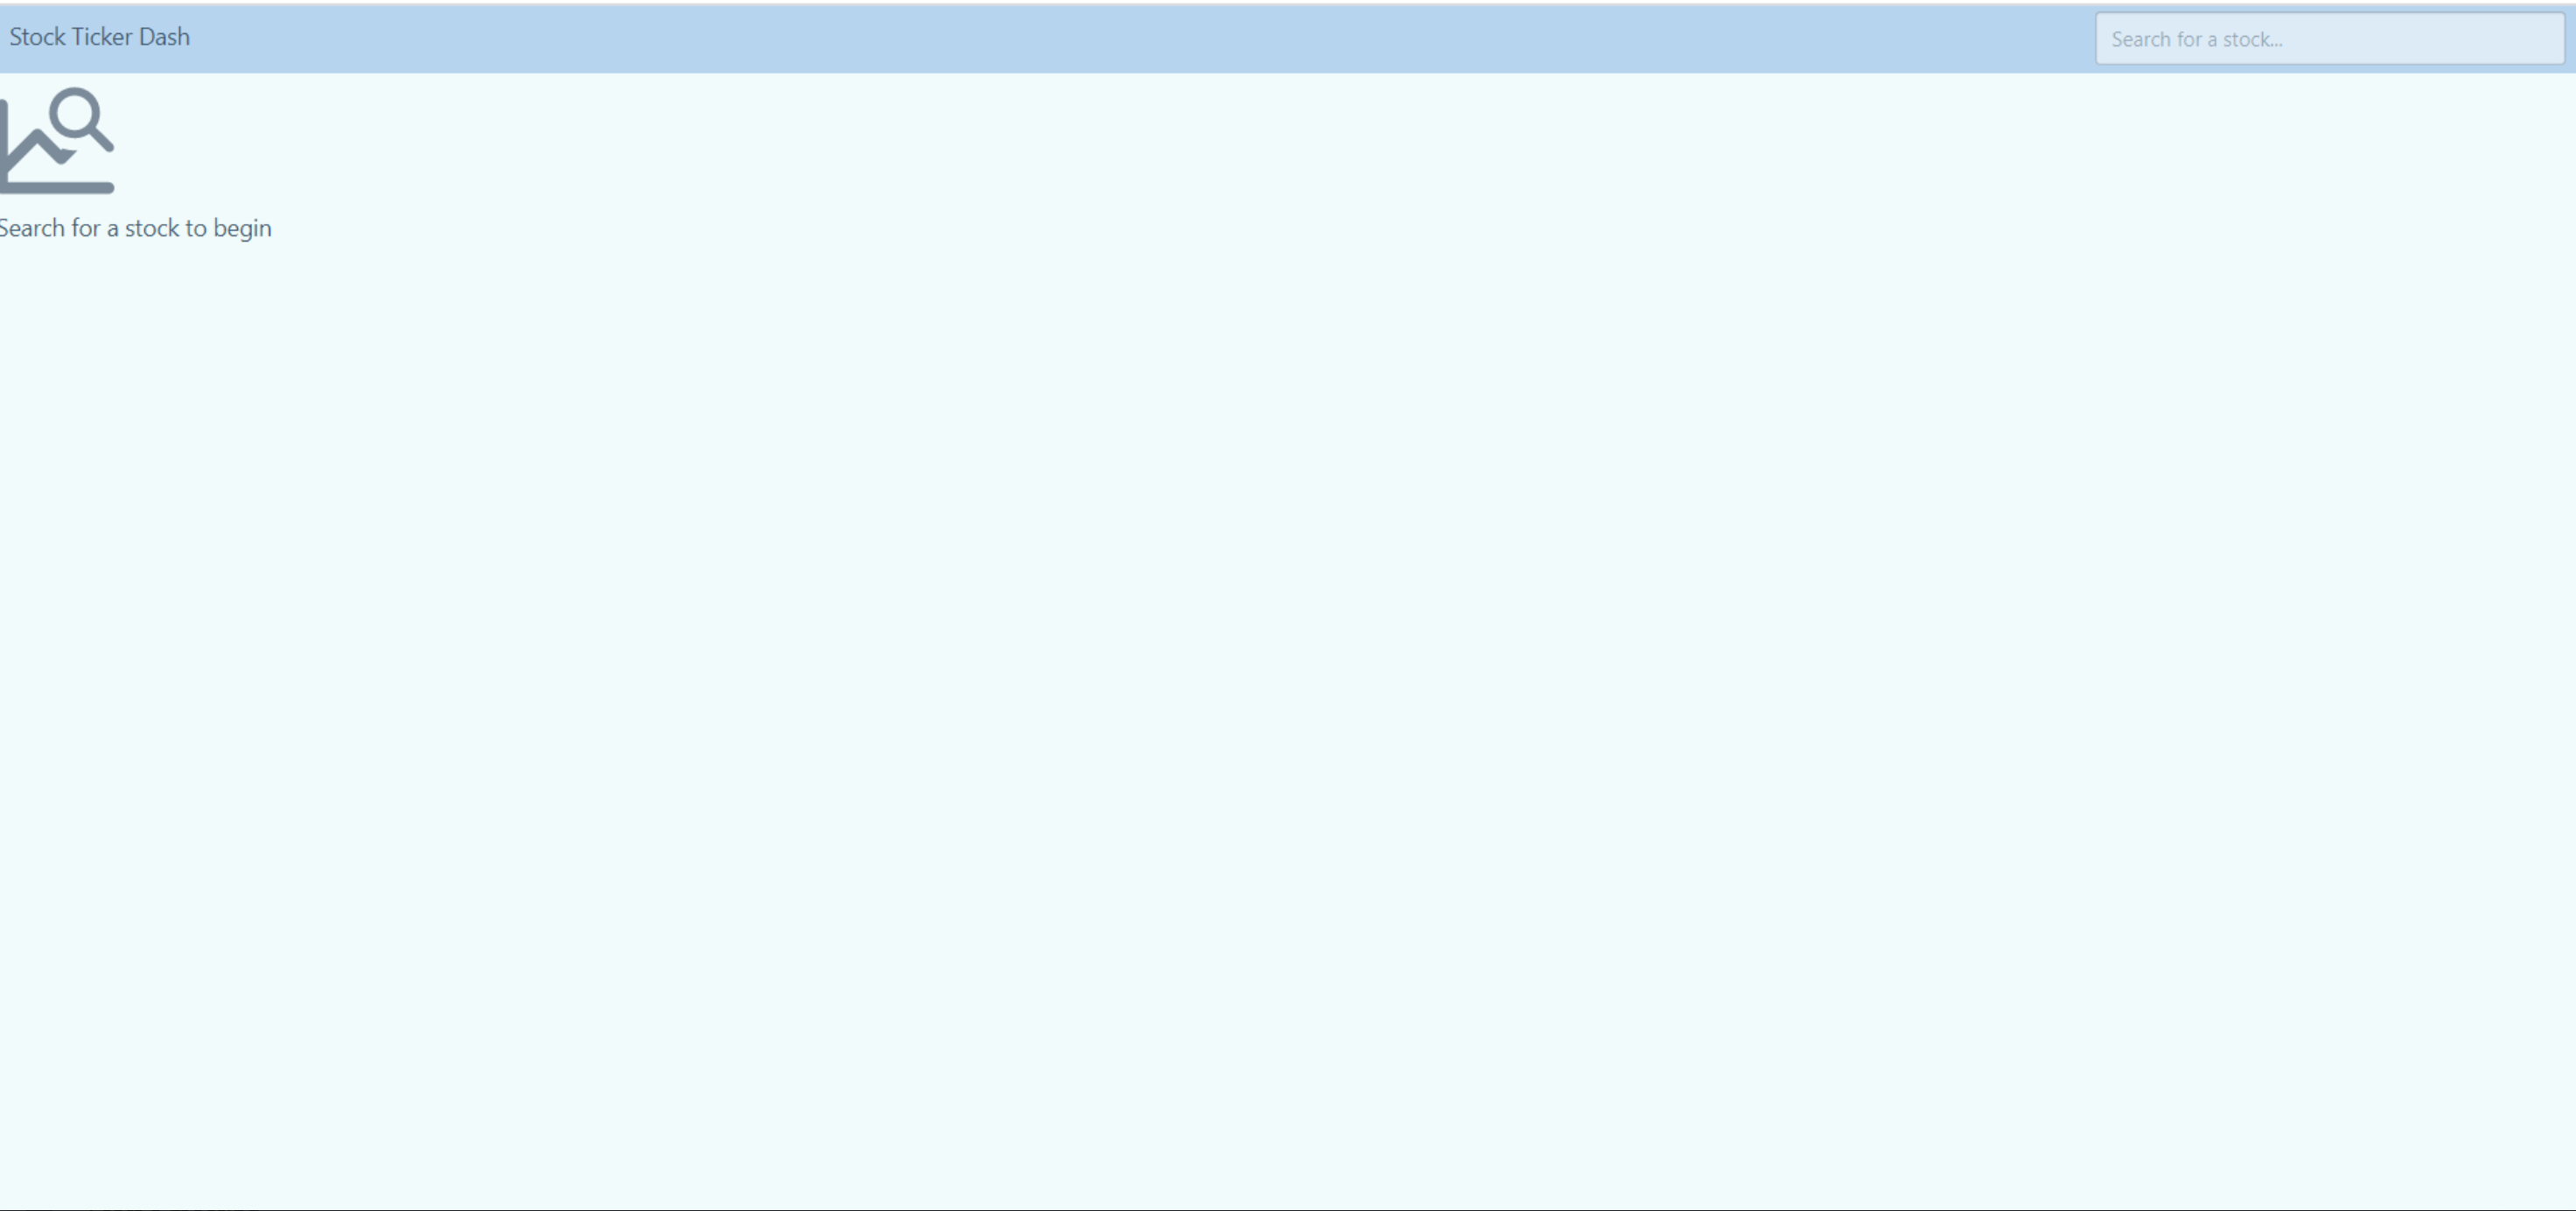 Stock Ticker Dash
Search for a stock...
Search for a stock to begin